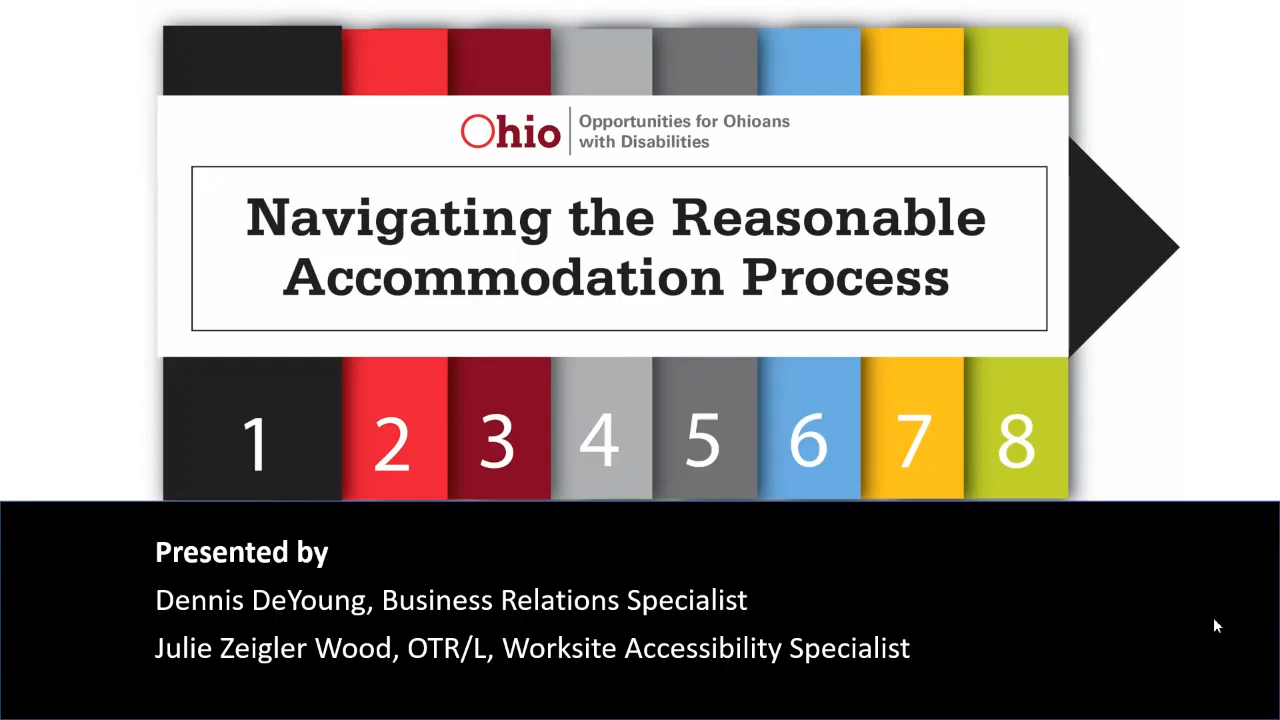 Ohio
Opportunities for Ohioans
with Disabilities
Navigating the Reasonable
Accommodation Process
1 2 3 4 5 6 7 8
Presented by
Dennis DeYoung, Business Relations Specialist
Julie Zeigler Wood, OTR/L, Worksite Accessibility Specialist